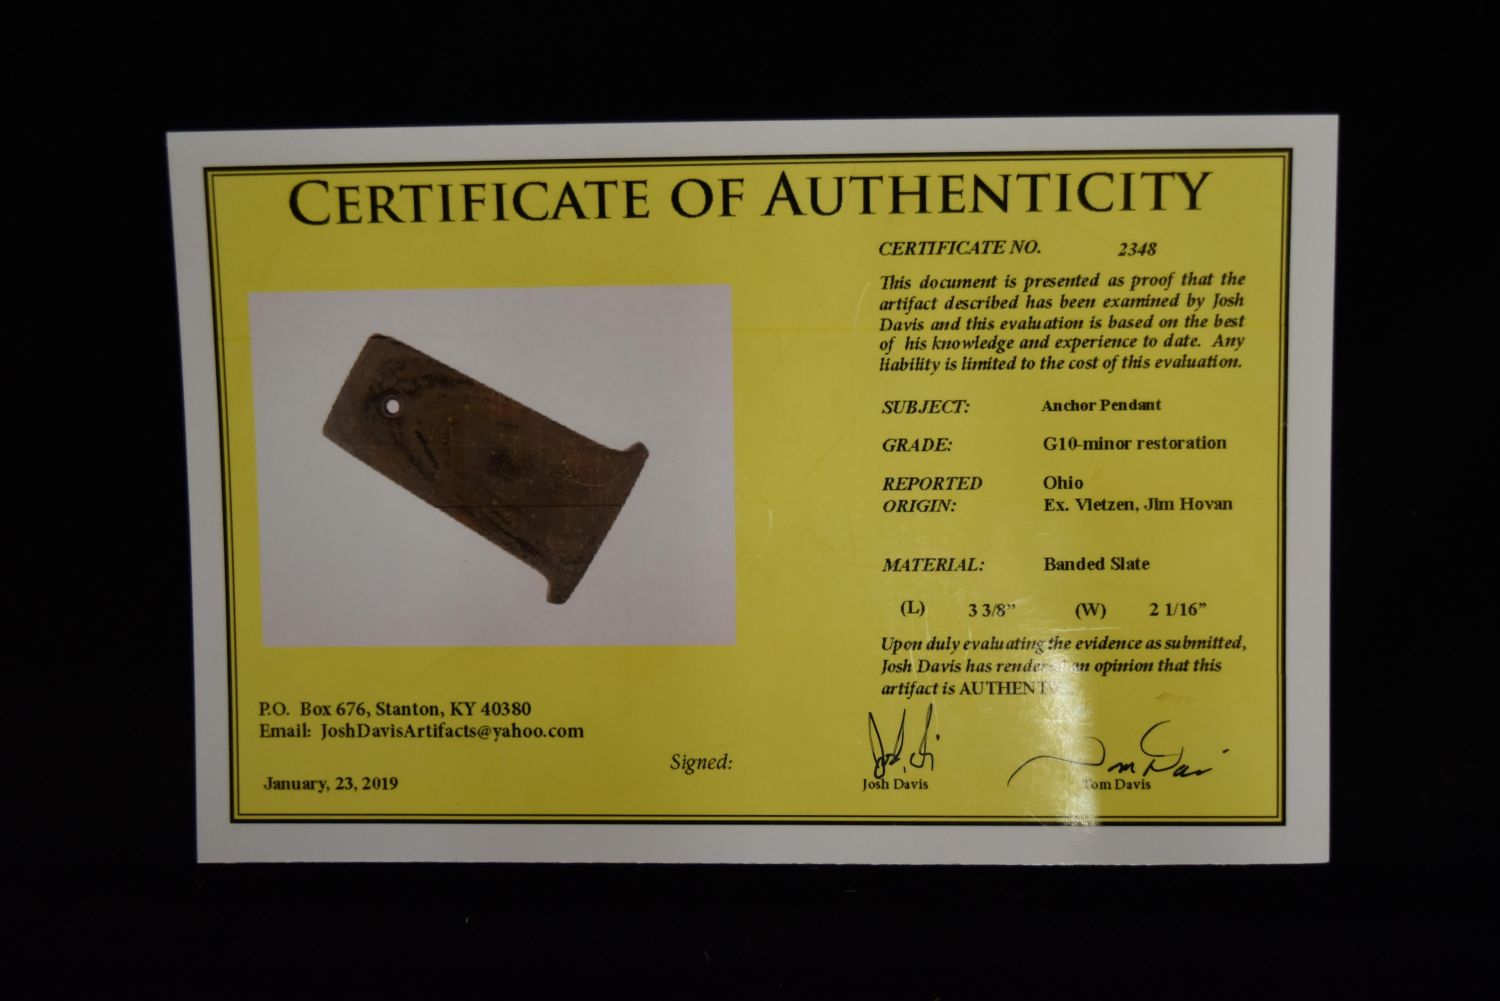 CERTIFICATE OF AUTHENTICITY
CERTIFICATE NO. 2348
This document is presented as proof that the
artifact described has been examined by Josh
Davis and this evaluation is based on the best
of his knowledge and experience to date. Any
liability is limited to the cost of this evaluation.
SUBJECT: Anchor Pendant
GRADE: G10-minor restoration
REPORTED Ohio
ORIGIN: Ex. Vietzen, Jim Hovan
MATERIAL: Banded Slate
(L) 3 3/8" (W) 2 1/16"
Upon duly evaluating the evidence as submitted,
Josh Davis has rendered an opinion that this
artifact is AUTHENTIC.
P.O. Box 676, Stanton, KY 40380
Email: JoshDavisArtifacts@yahoo.com
January, 23, 2019
Signed:
Josh Davis
Tom Davis
Josh Davis
Tom Davis